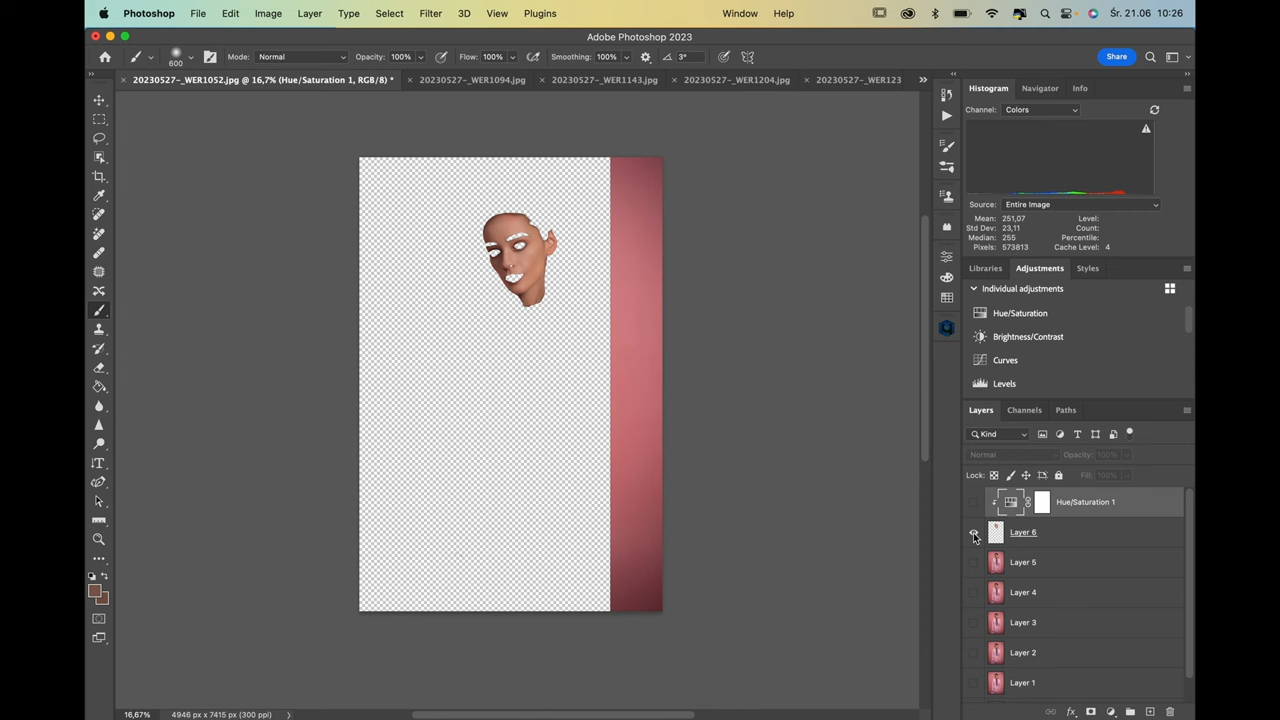 Photoshop File Edit Image Layer Type Select Filter 3D View Plugins Window Help Śr. 21.06 10:26
Adobe Photoshop 2023
600 Mode: Normal Opacity: 100% Flow: 100% Smoothing: 100% 3° Share
20230527-_WER1052.jpg @ 16,7% (Hue/Saturation 1, RGB/8) * 20230527-_WER1094.jpg 20230527-_WER1143.jpg 20230527-_WER1204.jpg 20230527-_WER123
Histogram Navigator Info
Channel: Colors
Source: Entire Image
Mean: 251,07 Level:
Std Dev: 23,11 Count:
Median: 255 Percentile:
Pixels: 573813 Cache Level: 4
Libraries Adjustments Styles
Individual adjustments
Hue/Saturation
Brightness/Contrast
Curves
Levels
Layers Channels Paths
Kind
Normal Opacity: 100%
Lock: Fill: 100%
Hue/Saturation 1
Layer 6
Layer 5
Layer 4
Layer 3
Layer 2
Layer 1
16,67% 4946 px x 7415 px (300 ppi)